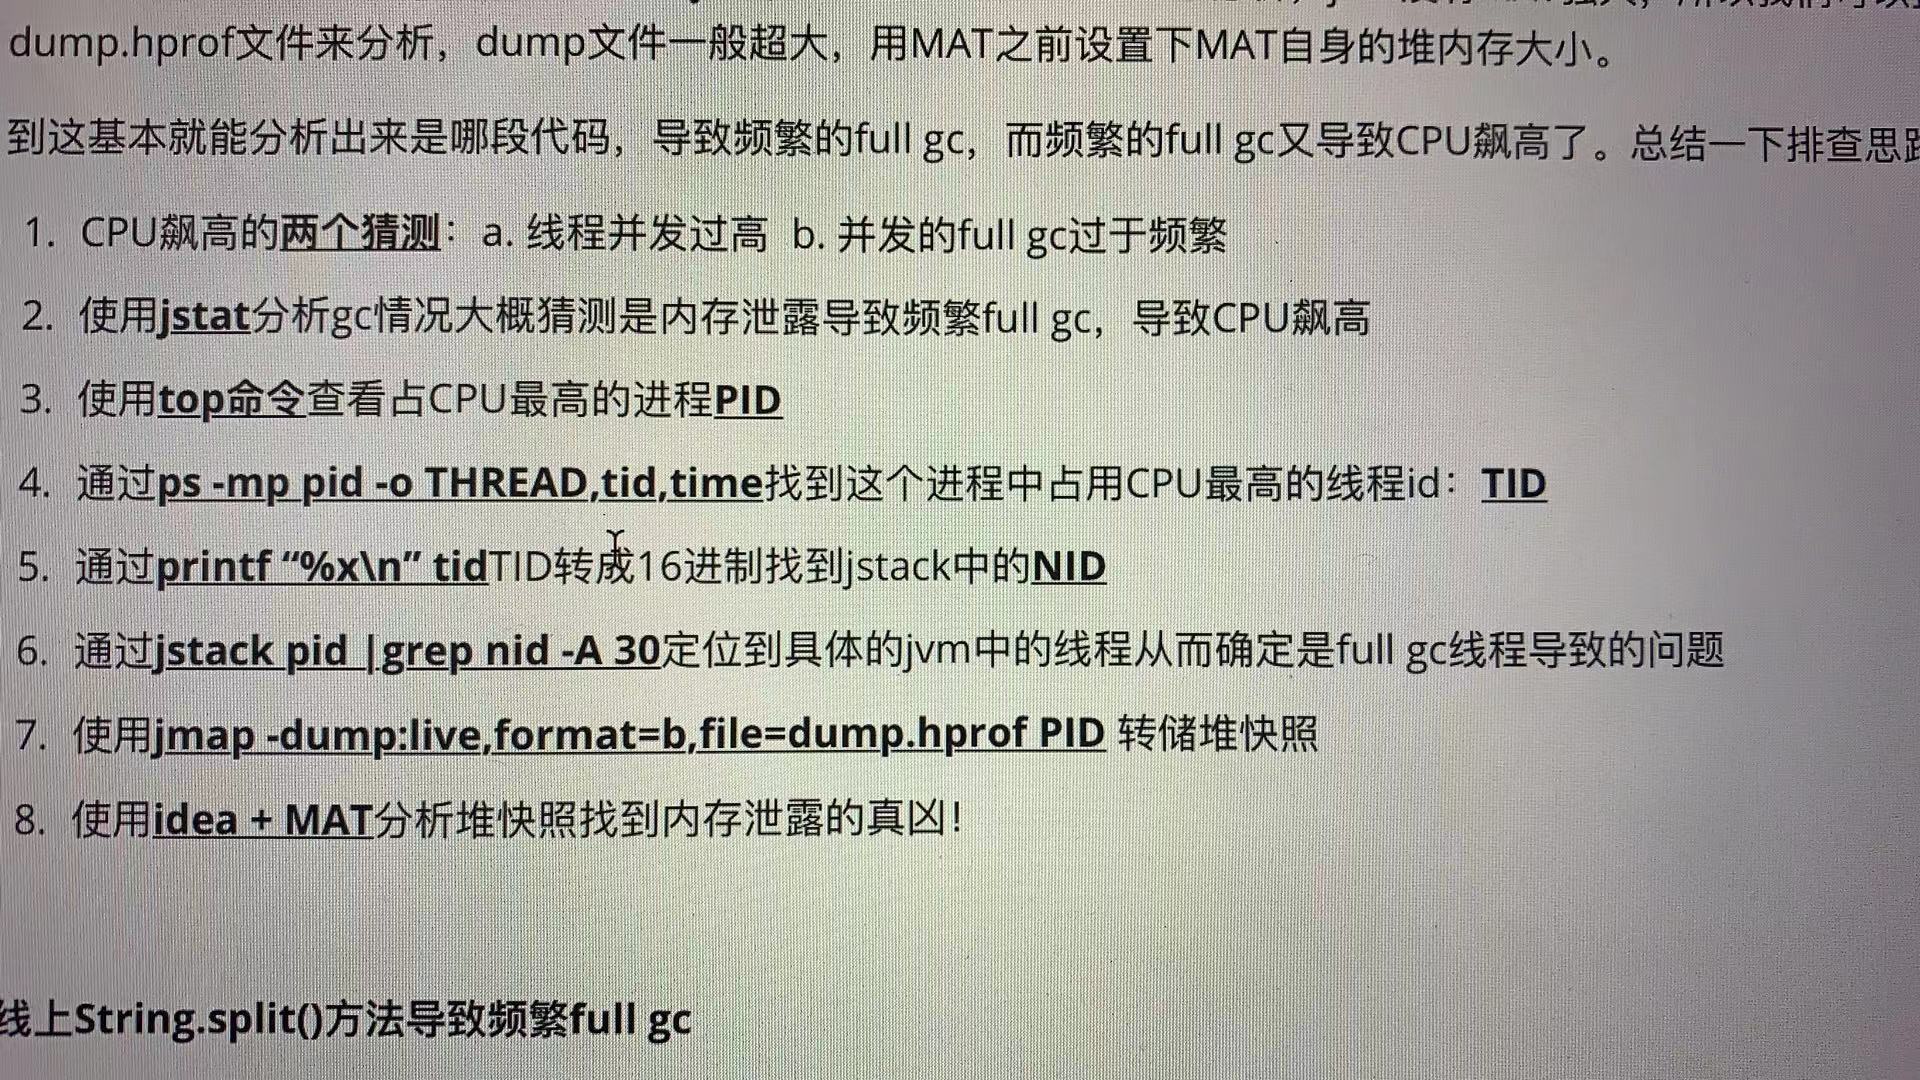 dump.hprof文件来分析，dump文件一般超大，用MAT之前设置下MAT自身的堆内存大小。
到这基本就能分析出来是哪段代码，导致频繁的full gc，而频繁的full gc又导致CPU飙高了。总结一下排查思路
1. CPU飙高的两个猜测：a. 线程并发过高 b. 并发的full gc过于频繁
2. 使用jstat分析gc情况大概猜测是内存泄露导致频繁full gc，导致CPU飙高
3. 使用top命令查看占CPU最高的进程PID
4. 通过ps -mp pid -o THREAD,tid,time找到这个进程中占用CPU最高的线程id：TID
5. 通过printf “%x\n” tidTID转成16进制找到jstack中的NID
6. 通过jstack pid |grep nid -A 30定位到具体的jvm中的线程从而确定是full gc线程导致的问题
7. 使用jmap -dump:live,format=b,file=dump.hprof PID 转储堆快照
8. 使用idea + MAT分析堆快照找到内存泄露的真凶！
线上String.split()方法导致频繁full gc